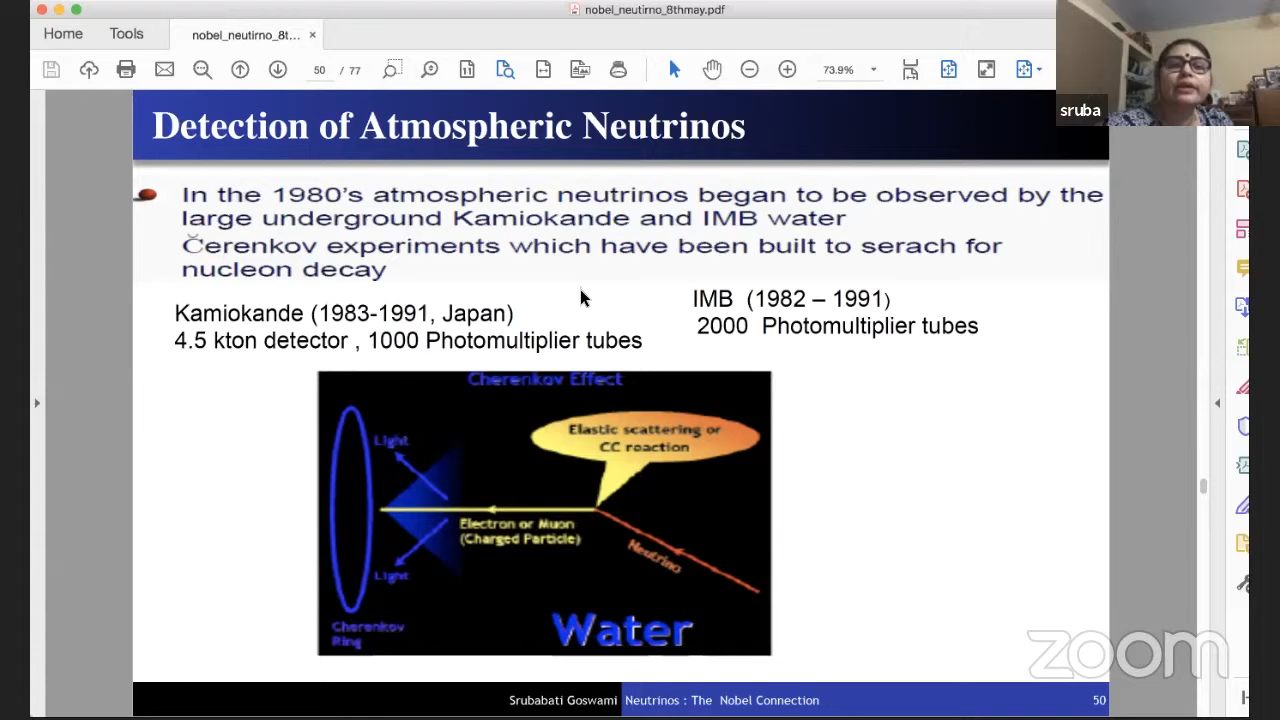 nobel_neutirno_8thmay.pdf
Home Tools nobel_neutirno_8t... ×
50 / 77 73.9%
sruba
Detection of Atmospheric Neutrinos
In the 1980's atmospheric neutrinos began to be observed by the
large underground Kamiokande and IMB water
Čerenkov experiments which have been built to serach for
nucleon decay
Kamiokande (1983-1991, Japan)
4.5 kton detector , 1000 Photomultiplier tubes
IMB (1982 – 1991)
2000 Photomultiplier tubes
Cherenkov Effect
Elastic scattering or
CC reaction
Light
Electron or Muon
(Charged Particle)
Neutrino
Light
Cherenkov
Ring
Water
zoom
Srubabati Goswami Neutrinos : The Nobel Connection 50